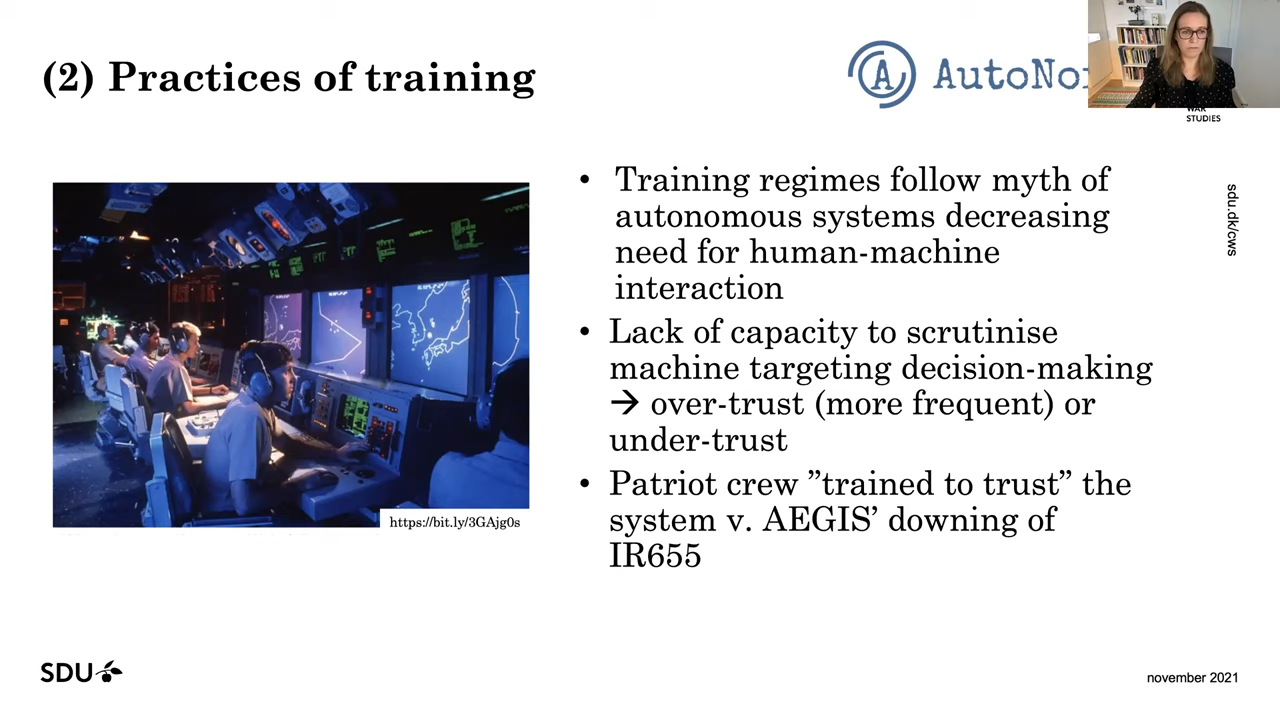 (2) Practices of training
A AutoNo
WAR
STUDIES
sdu.dk/cws
• Training regimes follow myth of
autonomous systems decreasing
need for human-machine
interaction
• Lack of capacity to scrutinise
machine targeting decision-making
→ over-trust (more frequent) or
under-trust
• Patriot crew ”trained to trust” the
system v. AEGIS’ downing of
IR655
https://bit.ly/3GAjg0s
SDU
november 2021